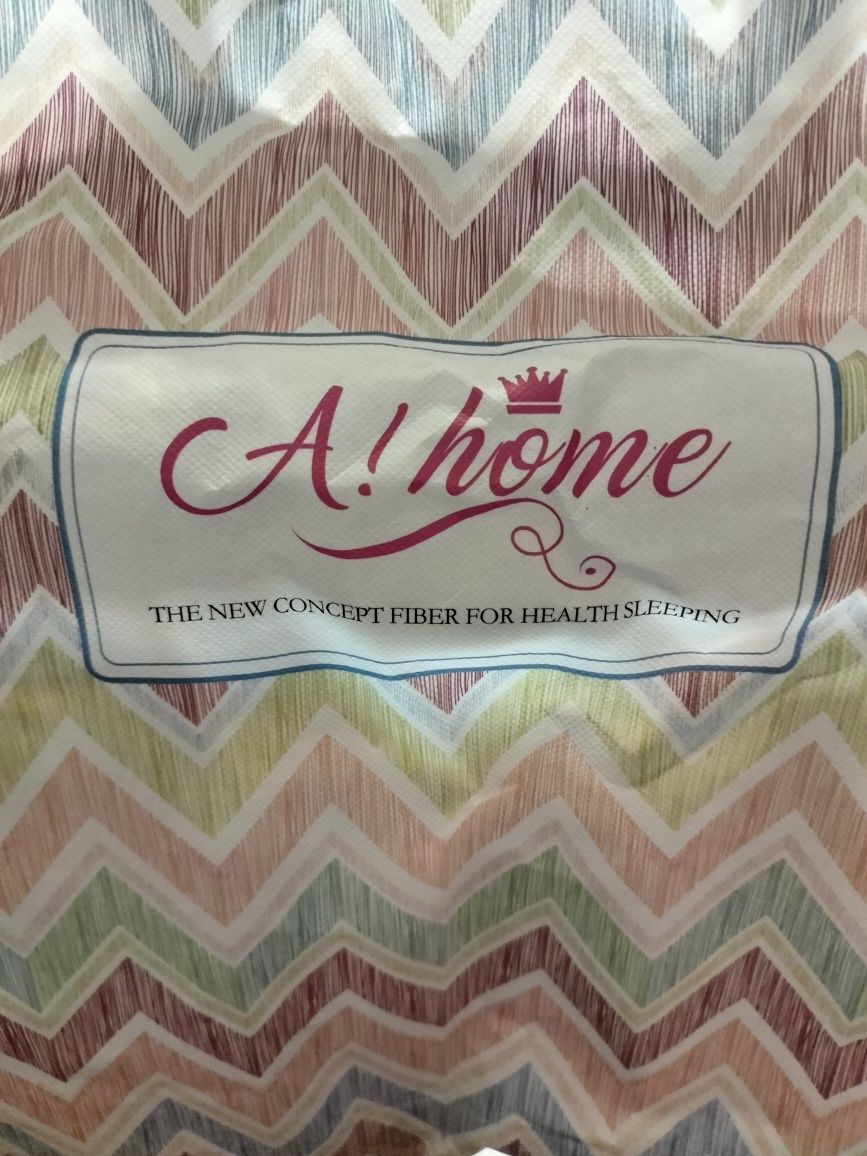 A! home
THE NEW CONCEPT FIBER FOR HEALTH SLEEPING